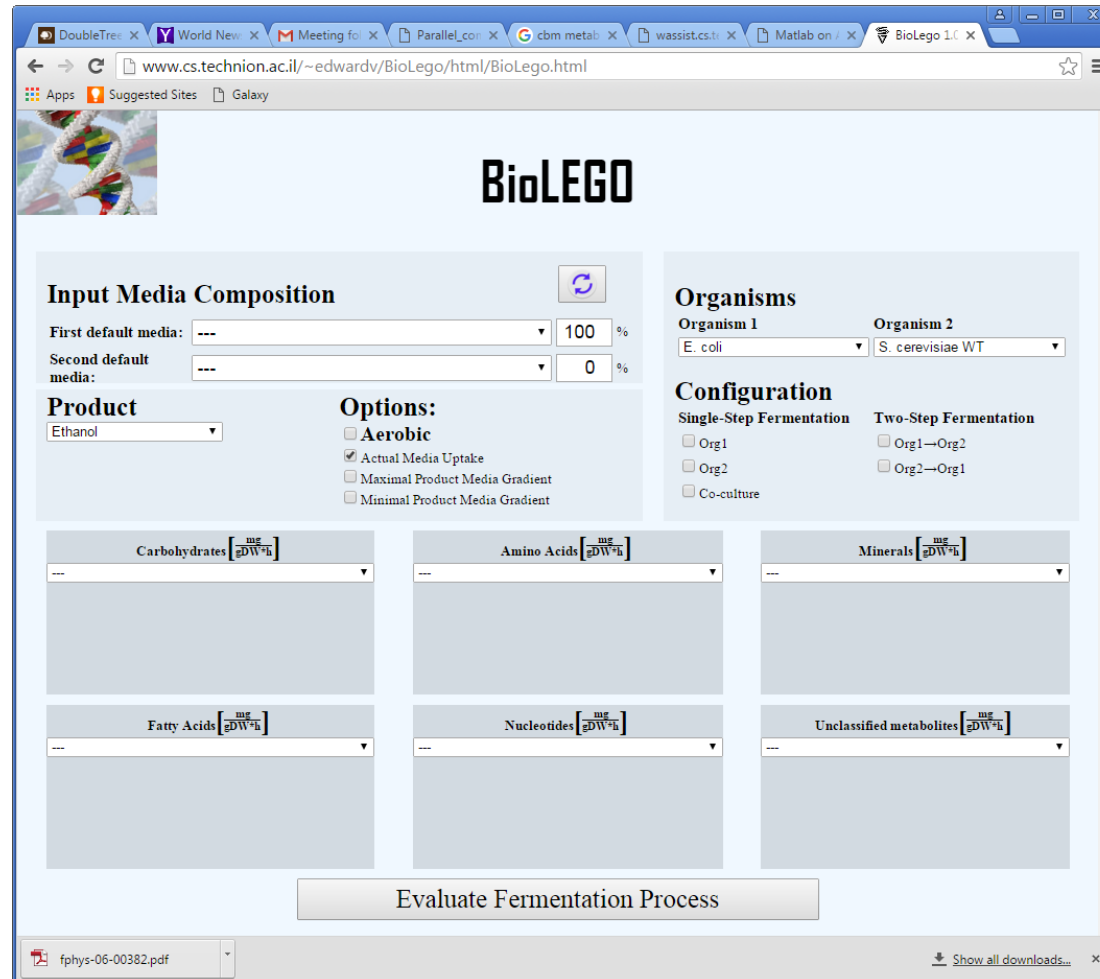 DoubleTree
World New
Meeting fo
Parallel_con
cbm metab
wassist.cs.te
Matlab on
BioLego 1.0
www.cs.technion.ac.il/~edwardv/BioLego/html/BioLego.html
Apps Suggested Sites Galaxy
BioLEGO
Input Media Composition
First default media: --- 100 %
Second default media: --- 0 %
Organisms
Organism 1 Organism 2
E. coli S. cerevisiae WT
Product
Ethanol
Options:
Aerobic
Actual Media Uptake
Maximal Product Media Gradient
Minimal Product Media Gradient
Configuration
Single-Step Fermentation Two-Step Fermentation
Org1 Org1→Org2
Org2 Org2→Org1
Co-culture
Carbohydrates [mg/gDW*h] Amino Acids [mg/gDW*h] Minerals [mg/gDW*h]
--- --- ---
Fatty Acids [mg/gDW*h] Nucleotides [mg/gDW*h] Unclassified metabolites [mg/gDW*h]
--- --- ---
Evaluate Fermentation Process
fphys-06-00382.pdf Show all downloads...